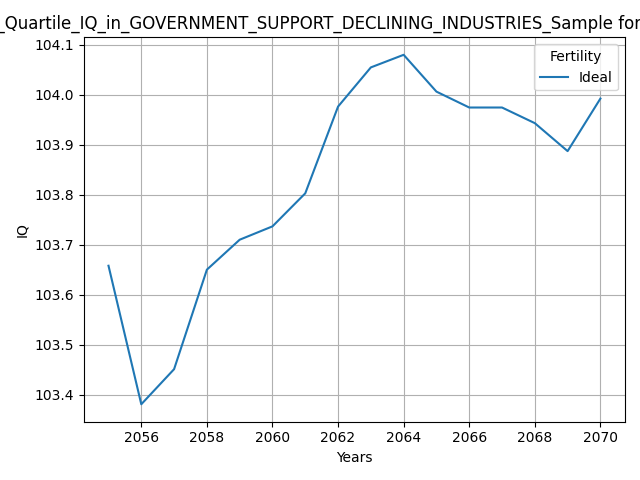 _Quartile_IQ_in_GOVERNMENT_SUPPORT_DECLINING_INDUSTRIES_Sample for
104.1
104.0
103.9
103.8
103.7
103.6
103.5
103.4
IQ
Fertility
Ideal
2056 2058 2060 2062 2064 2066 2068 2070
Years